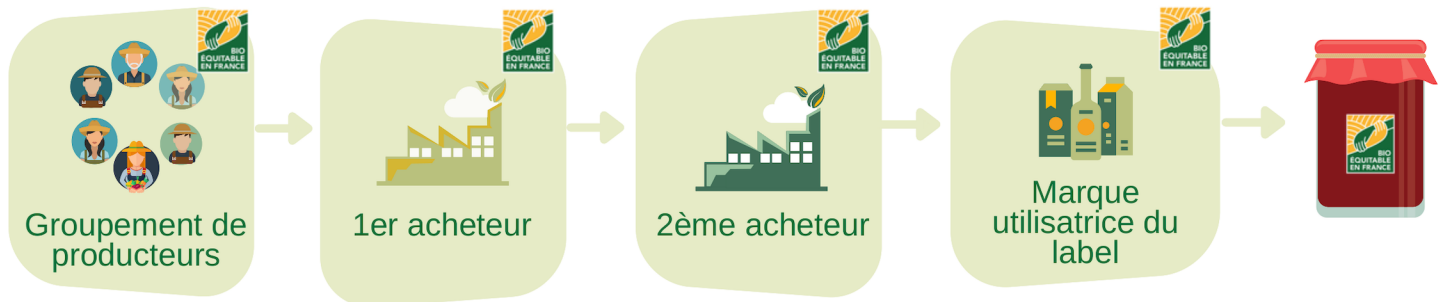 BIO
ÉQUITABLE
EN FRANCE
Groupement de
producteurs
BIO
ÉQUITABLE
EN FRANCE
1er acheteur
BIO
ÉQUITABLE
EN FRANCE
2ème acheteur
BIO
ÉQUITABLE
EN FRANCE
Marque
utilisatrice du
label
BIO
ÉQUITABLE
EN FRANCE